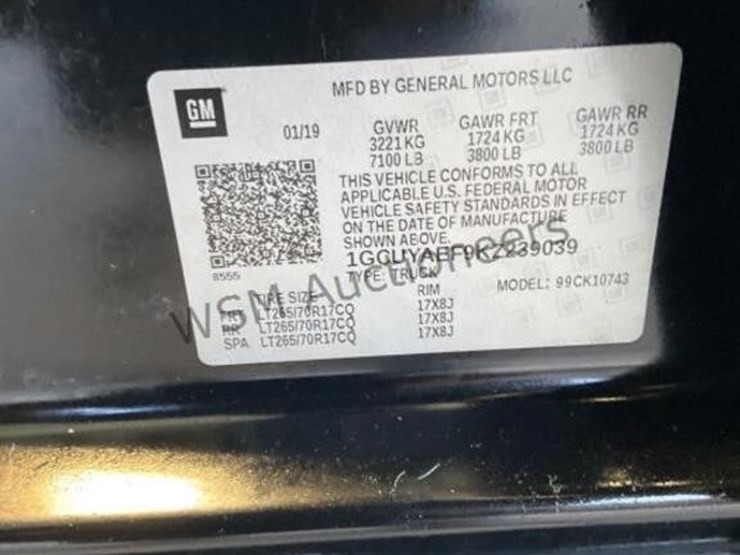 GM
MFD BY GENERAL MOTORS LLC
01/19
GVWR GAWR FRT GAWR RR
3221 KG 1724 KG 1724 KG
7100 LB 3800 LB 3800 LB
THIS VEHICLE CONFORMS TO ALL
APPLICABLE U.S. FEDERAL MOTOR
VEHICLE SAFETY STANDARDS IN EFFECT
ON THE DATE OF MANUFACTURE
SHOWN ABOVE.
1GCUYAEF9KZ239039
8555
TYPE: TRUCK
MODEL: 99CK10743
TIRE SIZE RIM
FRT LT265/70R17CQ 17X8J
RR LT265/70R17CQ 17X8J
SPA LT265/70R17CQ 17X8J
WSM Auctioneers